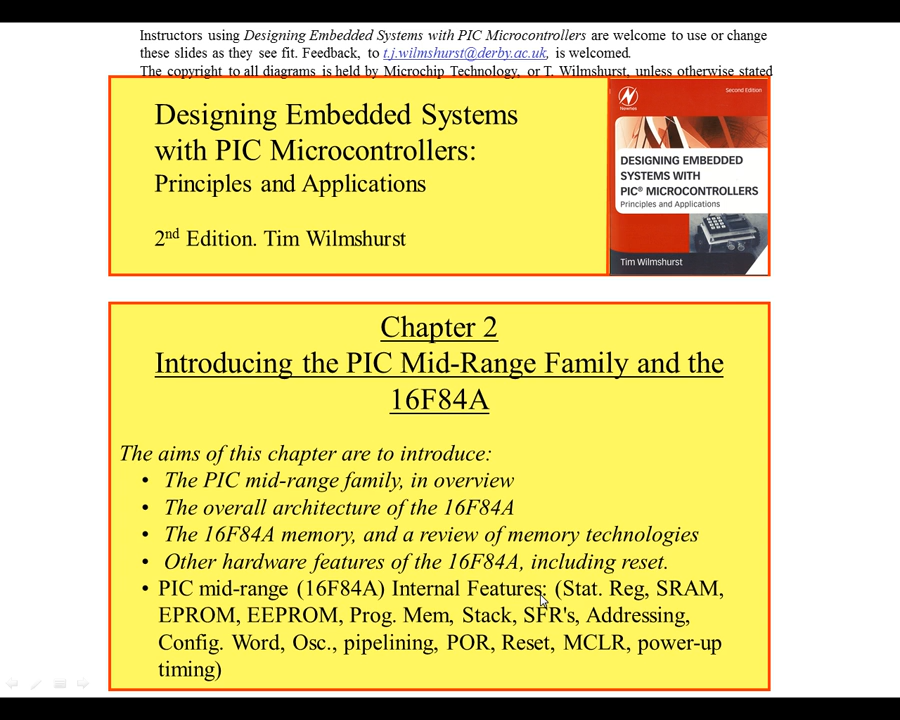 Instructors using Designing Embedded Systems with PIC Microcontrollers are welcome to use or change
these slides as they see fit. Feedback, to t.j.wilmshurst@derby.ac.uk, is welcomed.
The copyright to all diagrams is held by Microchip Technology, or T. Wilmshurst, unless otherwise stated
Designing Embedded Systems
with PIC Microcontrollers:
Principles and Applications
2nd Edition. Tim Wilmshurst
Second Edition
Newnes
DESIGNING EMBEDDED
SYSTEMS WITH
PIC® MICROCONTROLLERS
Principles and Applications
Tim Wilmshurst
Chapter 2
Introducing the PIC Mid-Range Family and the
16F84A
The aims of this chapter are to introduce:
• The PIC mid-range family, in overview
• The overall architecture of the 16F84A
• The 16F84A memory, and a review of memory technologies
• Other hardware features of the 16F84A, including reset.
• PIC mid-range (16F84A) Internal Features: (Stat. Reg, SRAM,
EPROM, EEPROM, Prog. Mem, Stack, SFR's, Addressing,
Config. Word, Osc., pipelining, POR, Reset, MCLR, power-up
timing)